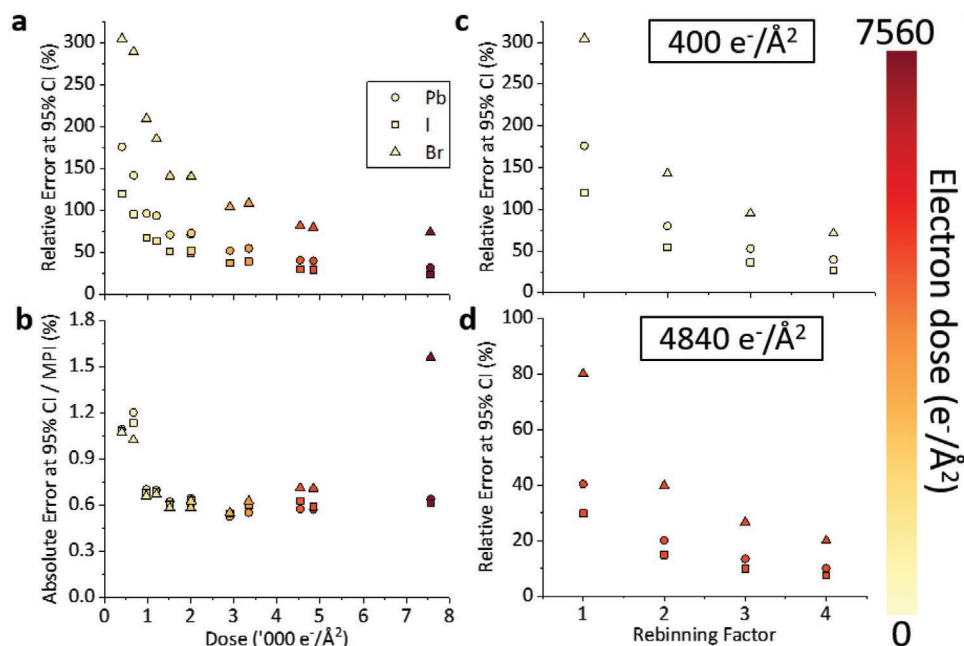 a
Relative Error at 95% CI (%)
300
250
200
150
100
50
0
Pb
I
Br
b
Absolute Error at 95% CI / MPI (%)
1.8
1.5
1.2
0.9
0.6
0.3
0.0
0 1 2 3 4 5 6 7 8
Dose ('000 e⁻/Å²)
c
400 e⁻/Å²
Relative Error at 95% CI (%)
300
250
200
150
100
50
0
d
4840 e⁻/Å²
Relative Error at 95% CI (%)
100
80
60
40
20
0
1 2 3 4
Rebinning Factor
7560
Electron dose (e⁻/Å²)
0